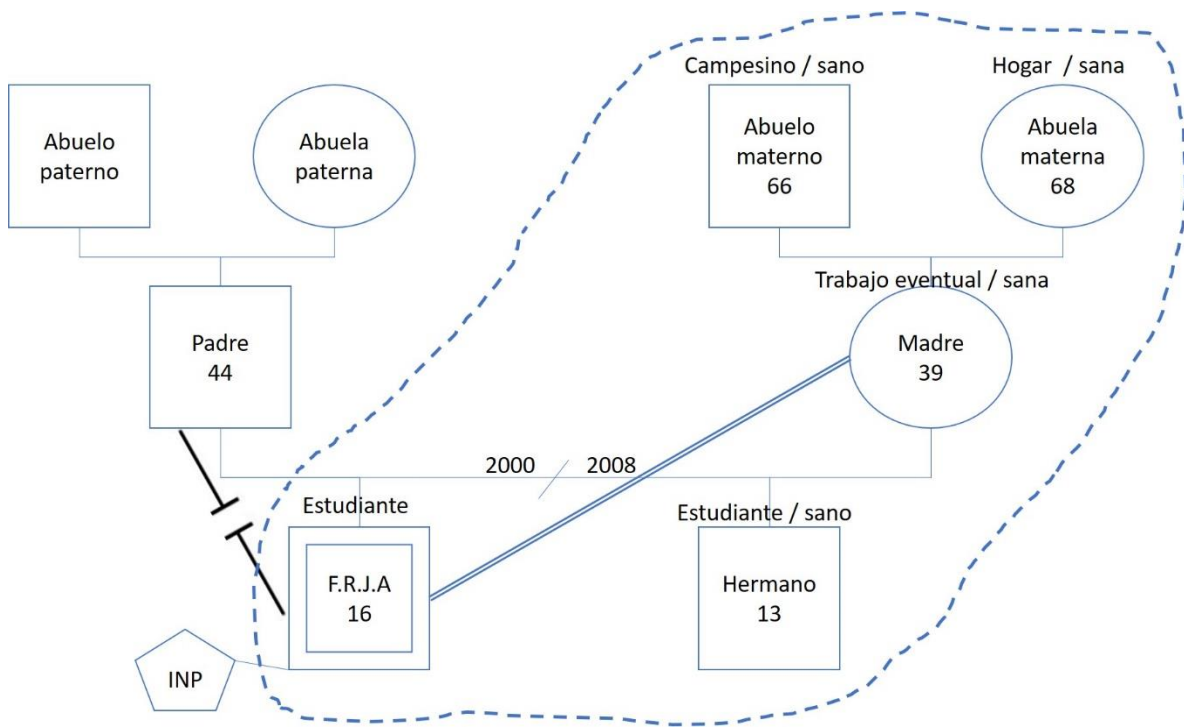 Campesino / sano
Hogar / sana
Abuelo
paterno
Abuela
paterna
Abuelo
materno
66
Abuela
materna
68
Trabajo eventual / sana
Padre
44
Madre
39
2000
2008
Estudiante
Estudiante / sano
F.R.J.A
16
Hermano
13
INP